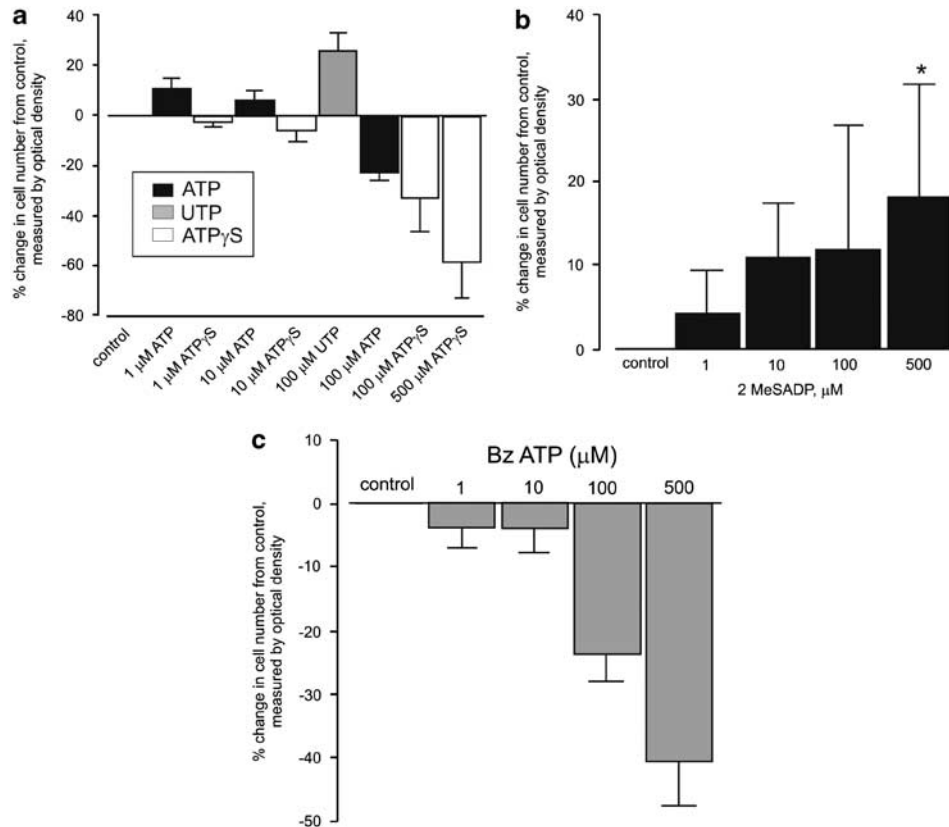 a
% change in cell number from control,
measured by optical density
40
20
0
-20
-40
-60
-80
ATP
UTP
ATPγS
control
1 μM ATP
1 μM ATPγS
10 μM ATP
10 μM ATPγS
100 μM UTP
100 μM ATP
100 μM ATPγS
500 μM ATPγS
b
% change in cell number from control,
measured by optical density
40
30
20
10
0
*
control 1 10 100 500
2 MeSADP, μM
c
% change in cell number from control,
measured by optical density
10
0
-10
-20
-30
-40
-50
Bz ATP (μM)
control 1 10 100 500